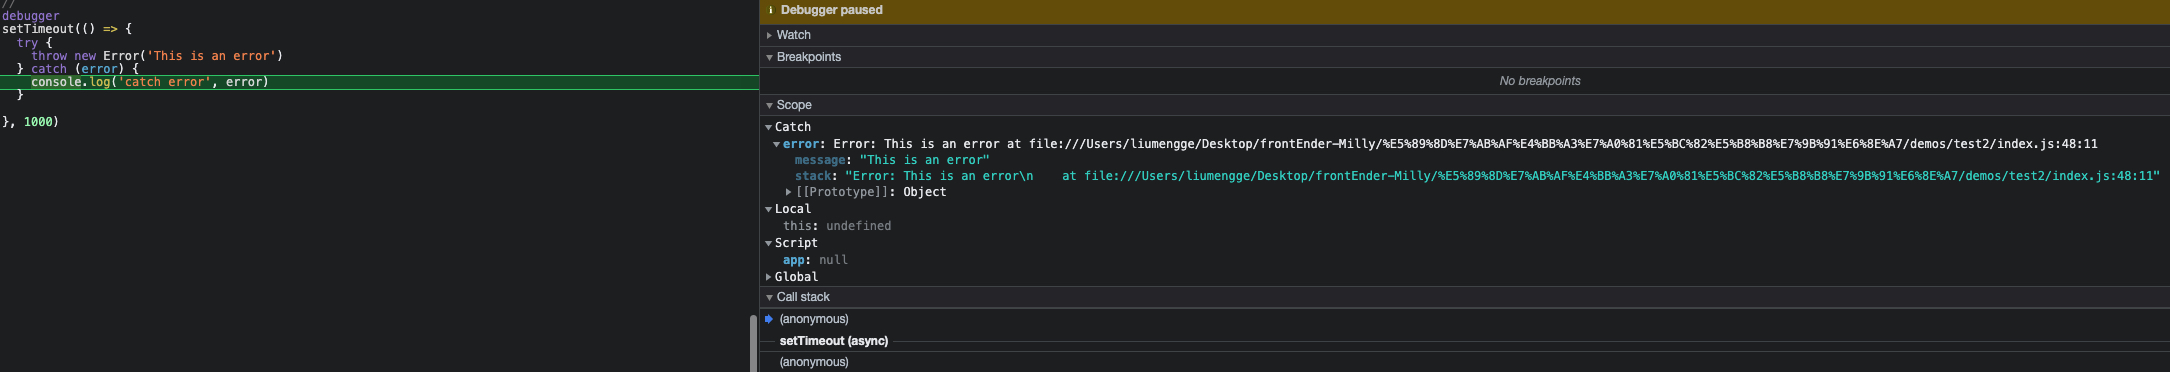 //
debugger
setTimeout(() => {
  try {
    throw new Error('This is an error')
  } catch (error) {
    console.log('catch error', error)
  }
}, 1000)
Debugger paused
Watch
Breakpoints
No breakpoints
Scope
Catch
error: Error: This is an error at file:///Users/liumengge/Desktop/frontEnder-Milly/%E5%89%8D%E7%AB%AF%E4%BB%A3%E7%A0%81%E5%BC%82%E5%B8%B8%E7%9B%91%E6%8E%A7/demos/test2/index.js:48:11
message: "This is an error"
stack: "Error: This is an error\n    at file:///Users/liumengge/Desktop/frontEnder-Milly/%E5%89%8D%E7%AB%AF%E4%BB%A3%E7%A0%81%E5%BC%82%E5%B8%B8%E7%9B%91%E6%8E%A7/demos/test2/index.js:48:11"
[[Prototype]]: Object
Local
this: undefined
Script
app: null
Global
Call stack
(anonymous)
setTimeout (async)
(anonymous)